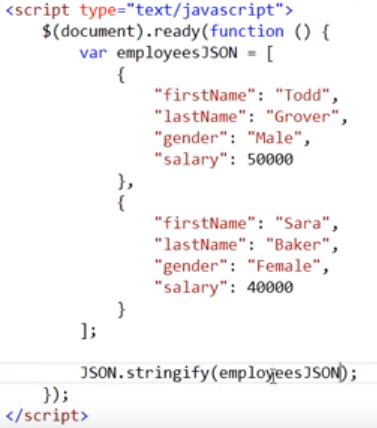 <script type="text/javascript">
    $(document).ready(function () {
        var employeesJSON = [
            {
                "firstName": "Todd",
                "lastName": "Grover",
                "gender": "Male",
                "salary": 50000
            },
            {
                "firstName": "Sara",
                "lastName": "Baker",
                "gender": "Female",
                "salary": 40000
            }
        ];
        JSON.stringify(employeesJSON);
    });
</script>